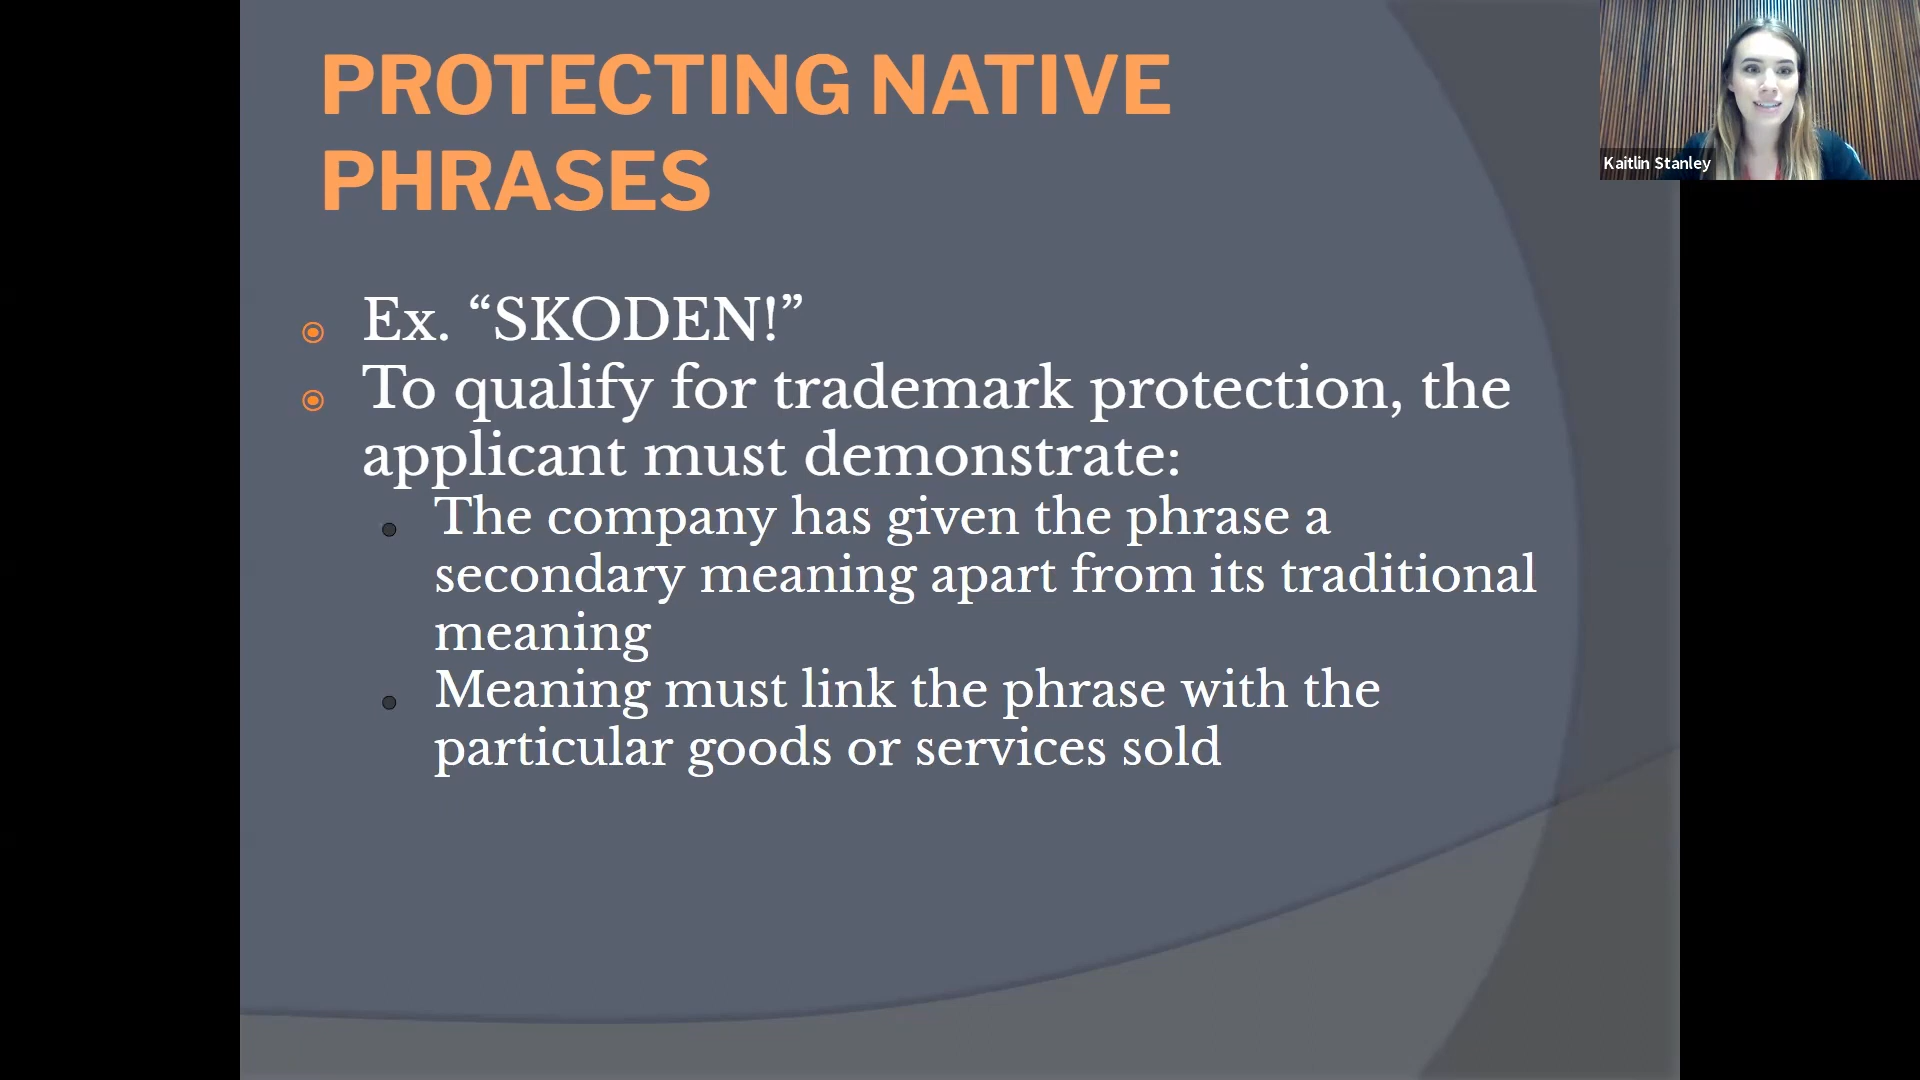 PROTECTING NATIVE
PHRASES
Kaitlin Stanley
Ex. “SKODEN!”
To qualify for trademark protection, the
applicant must demonstrate:
The company has given the phrase a
secondary meaning apart from its traditional
meaning
Meaning must link the phrase with the
particular goods or services sold